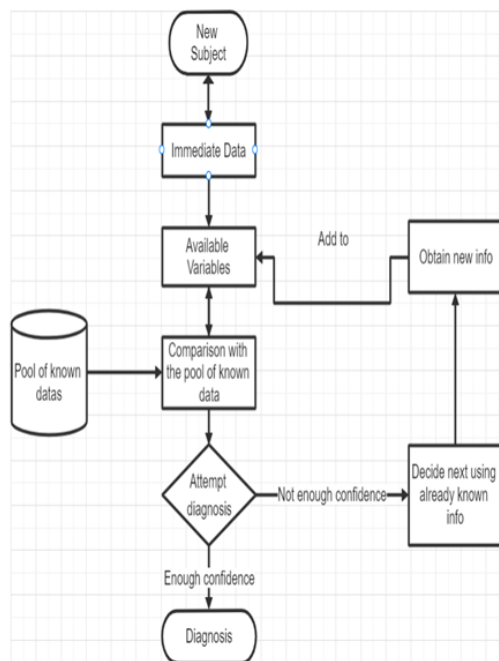 New
Subject
Immediate Data
Available
Variables
Add to
Obtain new info
Pool of known
datas
Comparison with
the pool of known
data
Attempt
diagnosis
Not enough confidence
Decide next using
already known
info
Enough confidence
Diagnosis